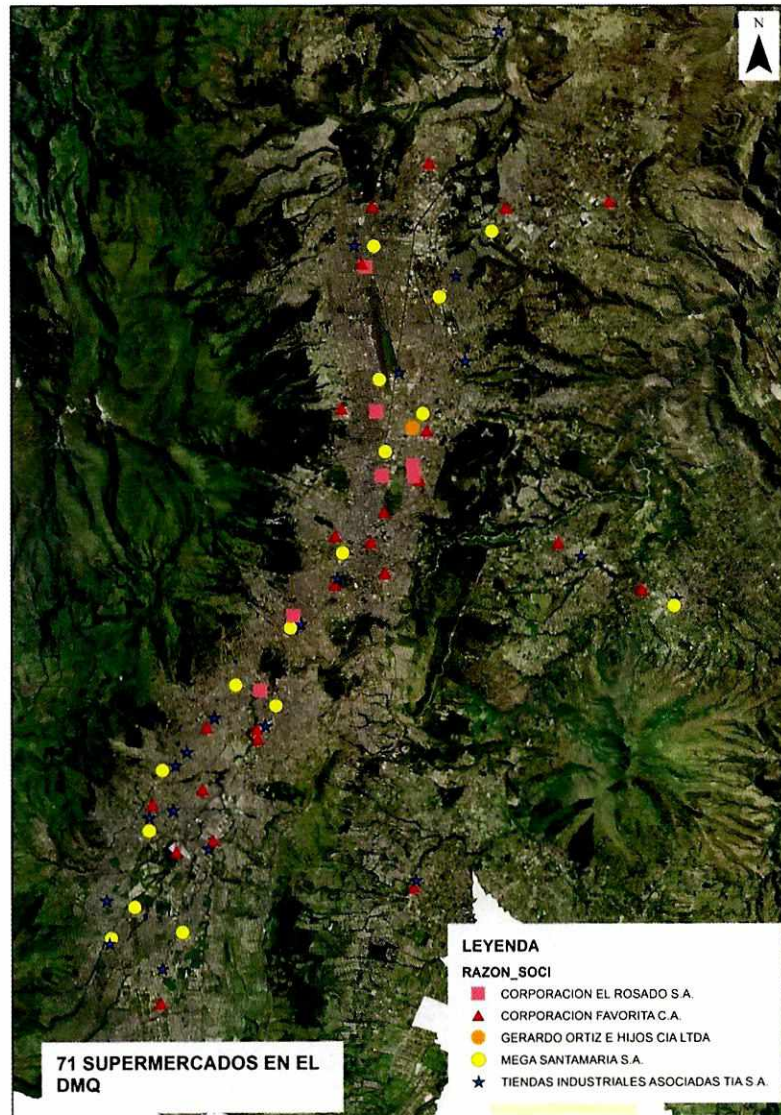 N
LEYENDA
RAZON_SOCI
CORPORACION EL ROSADO S.A.
CORPORACION FAVORITA C.A.
GERARDO ORTIZ E HIJOS CIA LTDA
MEGA SANTAMARIA S.A.
TIENDAS INDUSTRIALES ASOCIADAS TIA S.A.
71 SUPERMERCADOS EN EL
DMQ